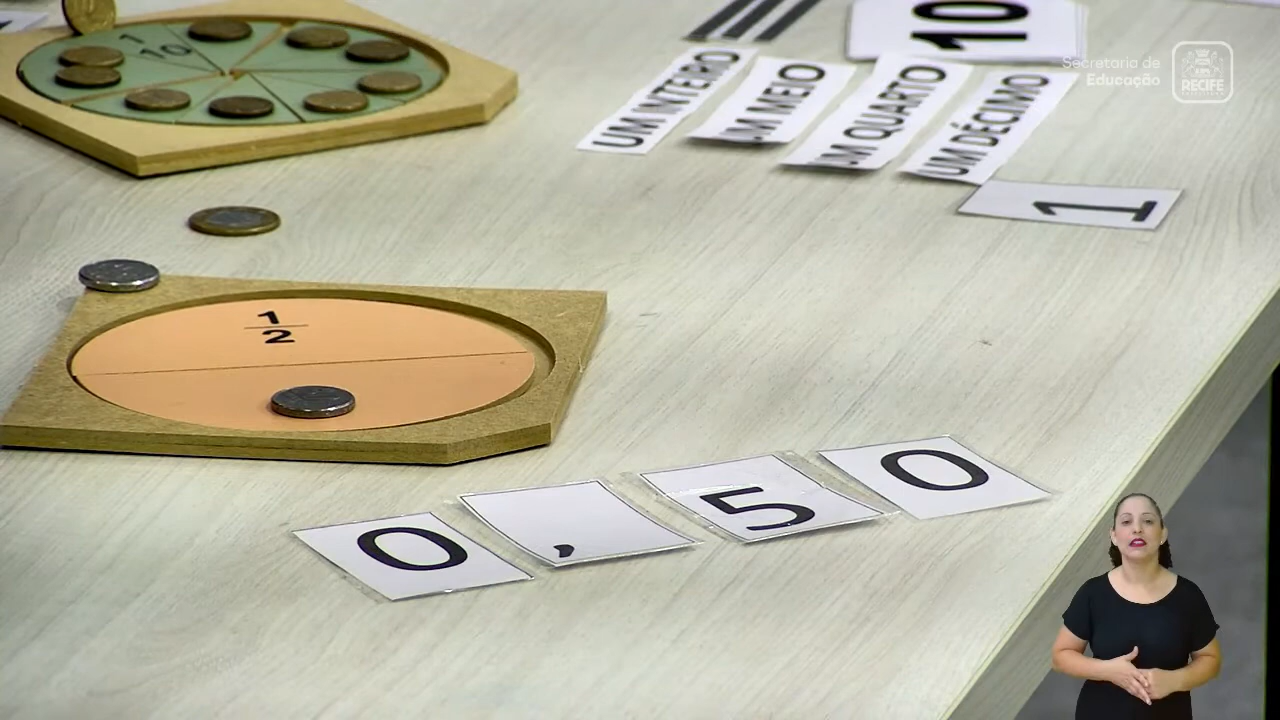 1
10
10
UM INTEIRO
UM MEIO
UM QUARTO
UM DÉCIMO
1
Secretaria de
Educação
RECIFE
1
2
0 , 5 0